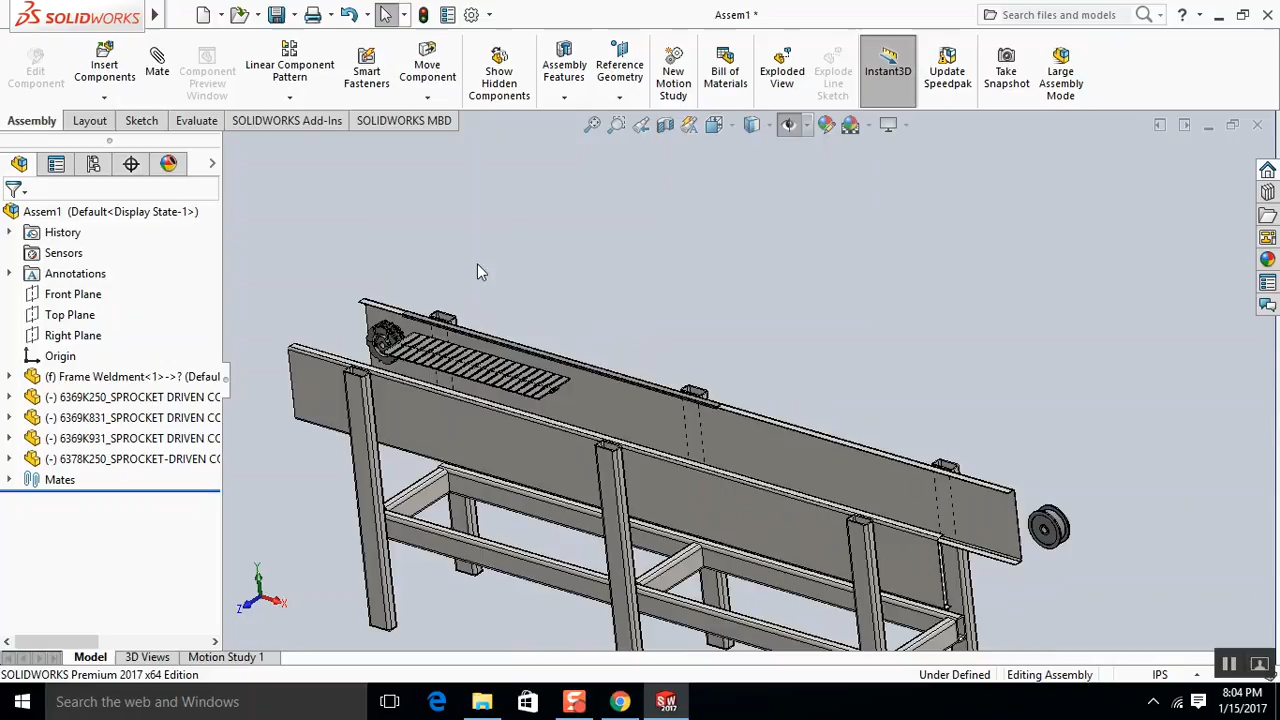 SOLIDWORKS
Assem1 *
Search files and models
Edit Component
Insert Components
Mate
Component Preview Window
Linear Component Pattern
Smart Fasteners
Move Component
Show Hidden Components
Assembly Features
Reference Geometry
New Motion Study
Bill of Materials
Exploded View
Explode Line Sketch
Instant3D
Update Speedpak
Take Snapshot
Large Assembly Mode
Assembly
Layout
Sketch
Evaluate
SOLIDWORKS Add-Ins
SOLIDWORKS MBD
Assem1 (Default<Display State-1>)
History
Sensors
Annotations
Front Plane
Top Plane
Right Plane
Origin
(f) Frame Weldment<1>->? (Defaul
(-) 6369K250_SPROCKET DRIVEN CC
(-) 6369K831_SPROCKET DRIVEN CC
(-) 6369K931_SPROCKET DRIVEN CC
(-) 6378K250_SPROCKET-DRIVEN CC
Mates
Y
Z
X
Model
3D Views
Motion Study 1
SOLIDWORKS Premium 2017 x64 Edition
Under Defined
Editing Assembly
IPS
Search the web and Windows
SW
2017
8:04 PM
1/15/2017